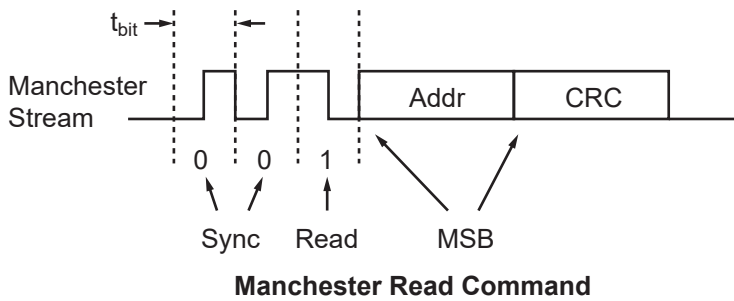 tbit
Manchester
Stream
Addr CRC
0 0 1
Sync Read MSB
Manchester Read Command